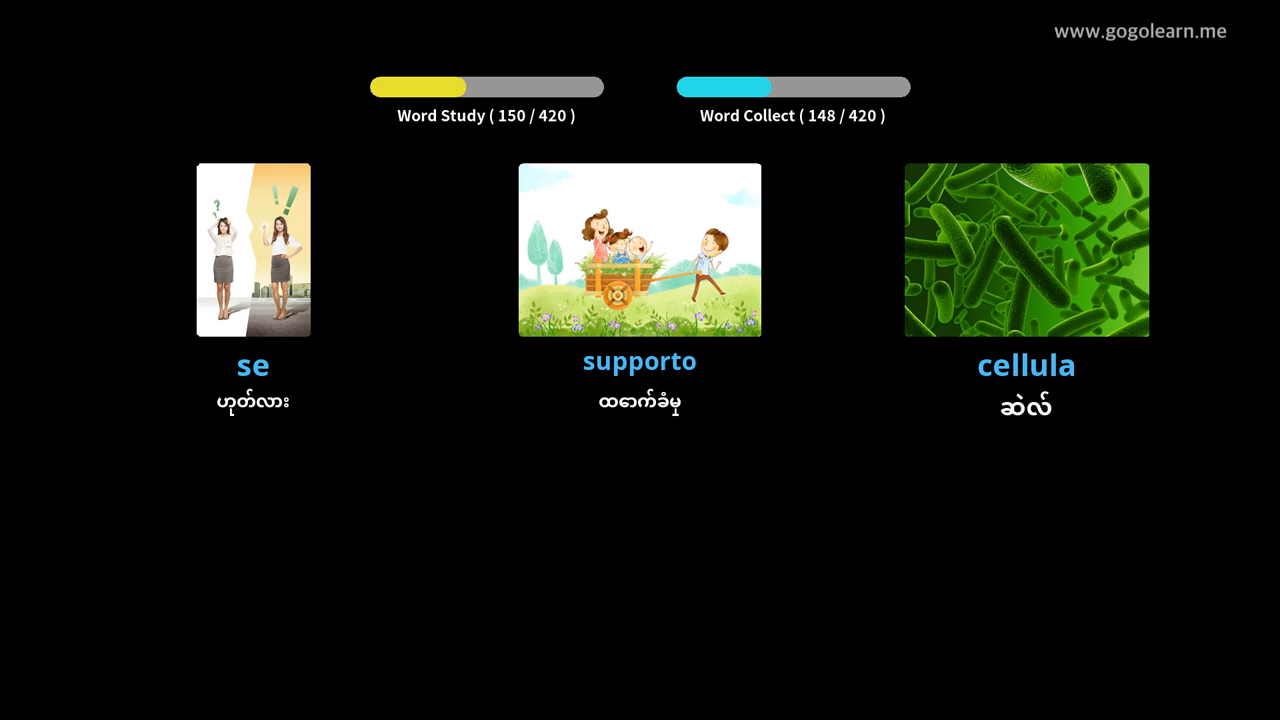 www.gogolearn.me
Word Study ( 150 / 420 )
Word Collect ( 148 / 420 )
se
supporto
cellula
ဟုတ်လား
ထောက်ခံမှု
ဆဲလ်